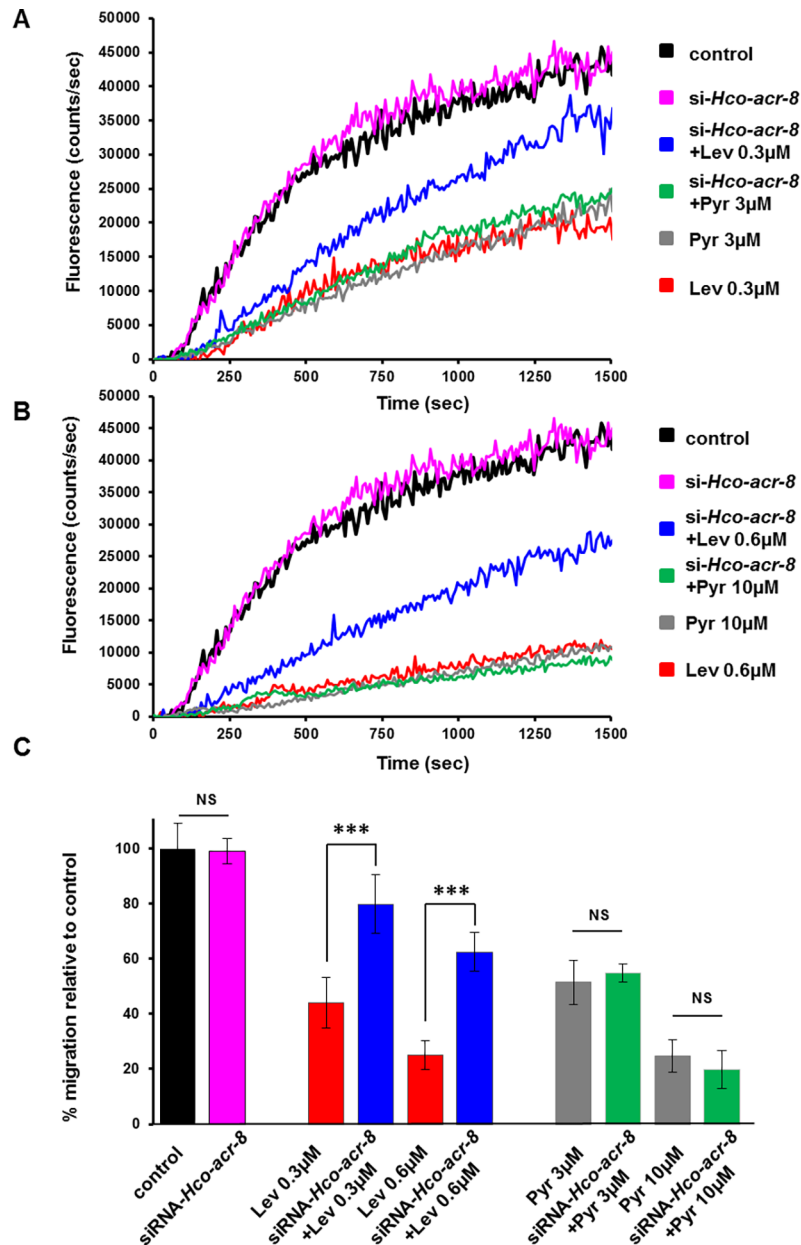 A
50000
45000
40000
35000
30000
25000
20000
15000
10000
5000
0
Fluorescence (counts/sec)
0 250 500 750 1000 1250 1500
Time (sec)
control
si-Hco-acr-8
si-Hco-acr-8
+Lev 0.3µM
si-Hco-acr-8
+Pyr 3µM
Pyr 3µM
Lev 0.3µM
B
50000
45000
40000
35000
30000
25000
20000
15000
10000
5000
0
Fluorescence (counts/sec)
0 250 500 750 1000 1250 1500
Time (sec)
control
si-Hco-acr-8
si-Hco-acr-8
+Lev 0.6µM
si-Hco-acr-8
+Pyr 10µM
Pyr 10µM
Lev 0.6µM
C
% migration relative to control
100
80
60
40
20
0
NS
***
***
NS
NS
control
siRNA-Hco-acr-8
Lev 0.3µM
siRNA-Hco-acr-8
+Lev 0.3µM
Lev 0.6µM
siRNA-Hco-acr-8
+Lev 0.6µM
Pyr 3µM
siRNA-Hco-acr-8
+Pyr 3µM
Pyr 10µM
siRNA-Hco-acr-8
+Pyr 10µM